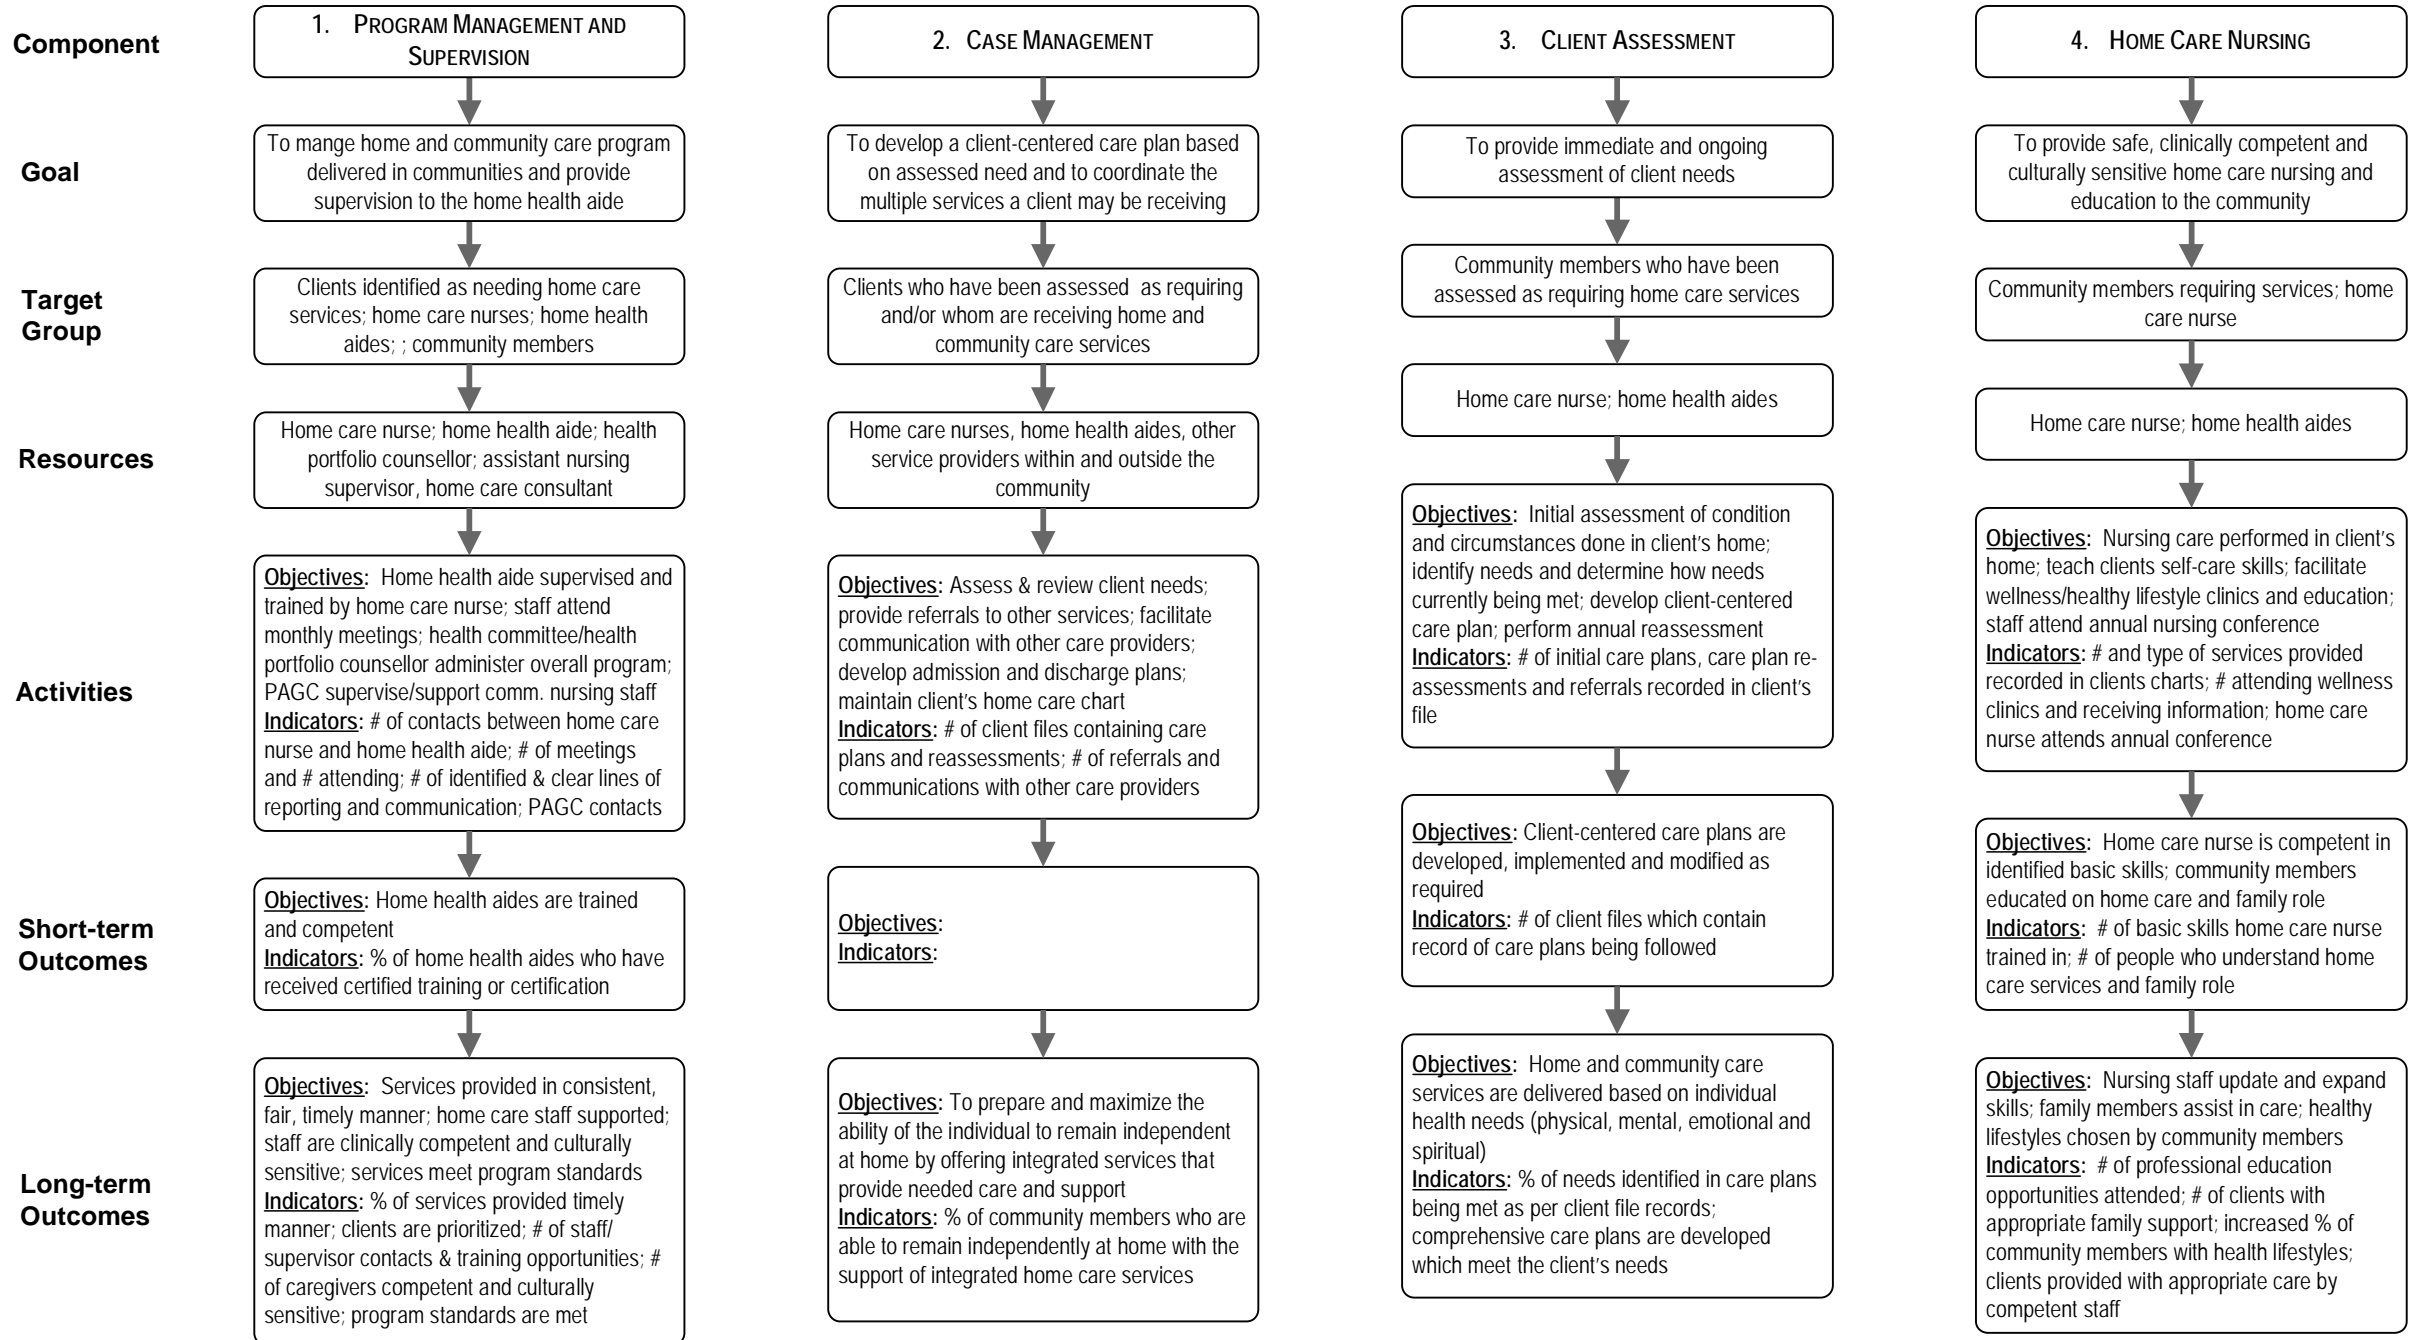 Component
1. PROGRAM MANAGEMENT AND
SUPERVISION
2. CASE MANAGEMENT
3. CLIENT ASSESSMENT
4. HOME CARE NURSING
Goal
To mange home and community care program
delivered in communities and provide
supervision to the home health aide
To develop a client-centered care plan based
on assessed need and to coordinate the
multiple services a client may be receiving
To provide immediate and ongoing
assessment of client needs
To provide safe, clinically competent and
culturally sensitive home care nursing and
education to the community
Target
Group
Clients identified as needing home care
services; home care nurses; home health
aides; ; community members
Clients who have been assessed as requiring
and/or whom are receiving home and
community care services
Community members who have been
assessed as requiring home care services
Community members requiring services; home
care nurse
Resources
Home care nurse; home health aide; health
portfolio counsellor; assistant nursing
supervisor, home care consultant
Home care nurses, home health aides, other
service providers within and outside the
community
Home care nurse; home health aides
Home care nurse; home health aides
Activities
Objectives: Home health aide supervised and
trained by home care nurse; staff attend
monthly meetings; health committee/health
portfolio counsellor administer overall program;
PAGC supervise/support comm. nursing staff
Indicators: # of contacts between home care
nurse and home health aide; # of meetings
and # attending; # of identified & clear lines of
reporting and communication; PAGC contacts
Objectives: Assess & review client needs;
provide referrals to other services; facilitate
communication with other care providers;
develop admission and discharge plans;
maintain client's home care chart
Indicators: # of client files containing care
plans and reassessments; # of referrals and
communications with other care providers
Objectives: Initial assessment of condition
and circumstances done in client's home;
identify needs and determine how needs
currently being met; develop client-centered
care plan; perform annual reassessment
Indicators: # of initial care plans, care plan re-
assessments and referrals recorded in client's
file
Objectives: Nursing care performed in client's
home; teach clients self-care skills; facilitate
wellness/healthy lifestyle clinics and education;
staff attend annual nursing conference
Indicators: # and type of services provided
recorded in clients charts; # attending wellness
clinics and receiving information; home care
nurse attends annual conference
Short-term
Outcomes
Objectives: Home health aides are trained
and competent
Indicators: % of home health aides who have
received certified training or certification
Objectives:
Indicators:
Objectives: Client-centered care plans are
developed, implemented and modified as
required
Indicators: # of client files which contain
record of care plans being followed
Objectives: Home care nurse is competent in
identified basic skills; community members
educated on home care and family role
Indicators: # of basic skills home care nurse
trained in; # of people who understand home
care services and family role
Long-term
Outcomes
Objectives: Services provided in consistent,
fair, timely manner; home care staff supported;
staff are clinically competent and culturally
sensitive; services meet program standards
Indicators: % of services provided timely
manner; clients are prioritized; # of staff/
supervisor contacts & training opportunities; #
of caregivers competent and culturally
sensitive; program standards are met
Objectives: To prepare and maximize the
ability of the individual to remain independent
at home by offering integrated services that
provide needed care and support
Indicators: % of community members who are
able to remain independently at home with the
support of integrated home care services
Objectives: Home and community care
services are delivered based on individual
health needs (physical, mental, emotional and
spiritual)
Indicators: % of needs identified in care plans
being met as per client file records;
comprehensive care plans are developed
which meet the client's needs
Objectives: Nursing staff update and expand
skills; family members assist in care; healthy
lifestyles chosen by community members
Indicators: # of professional education
opportunities attended; # of clients with
appropriate family support; increased % of
community members with health lifestyles;
clients provided with appropriate care by
competent staff